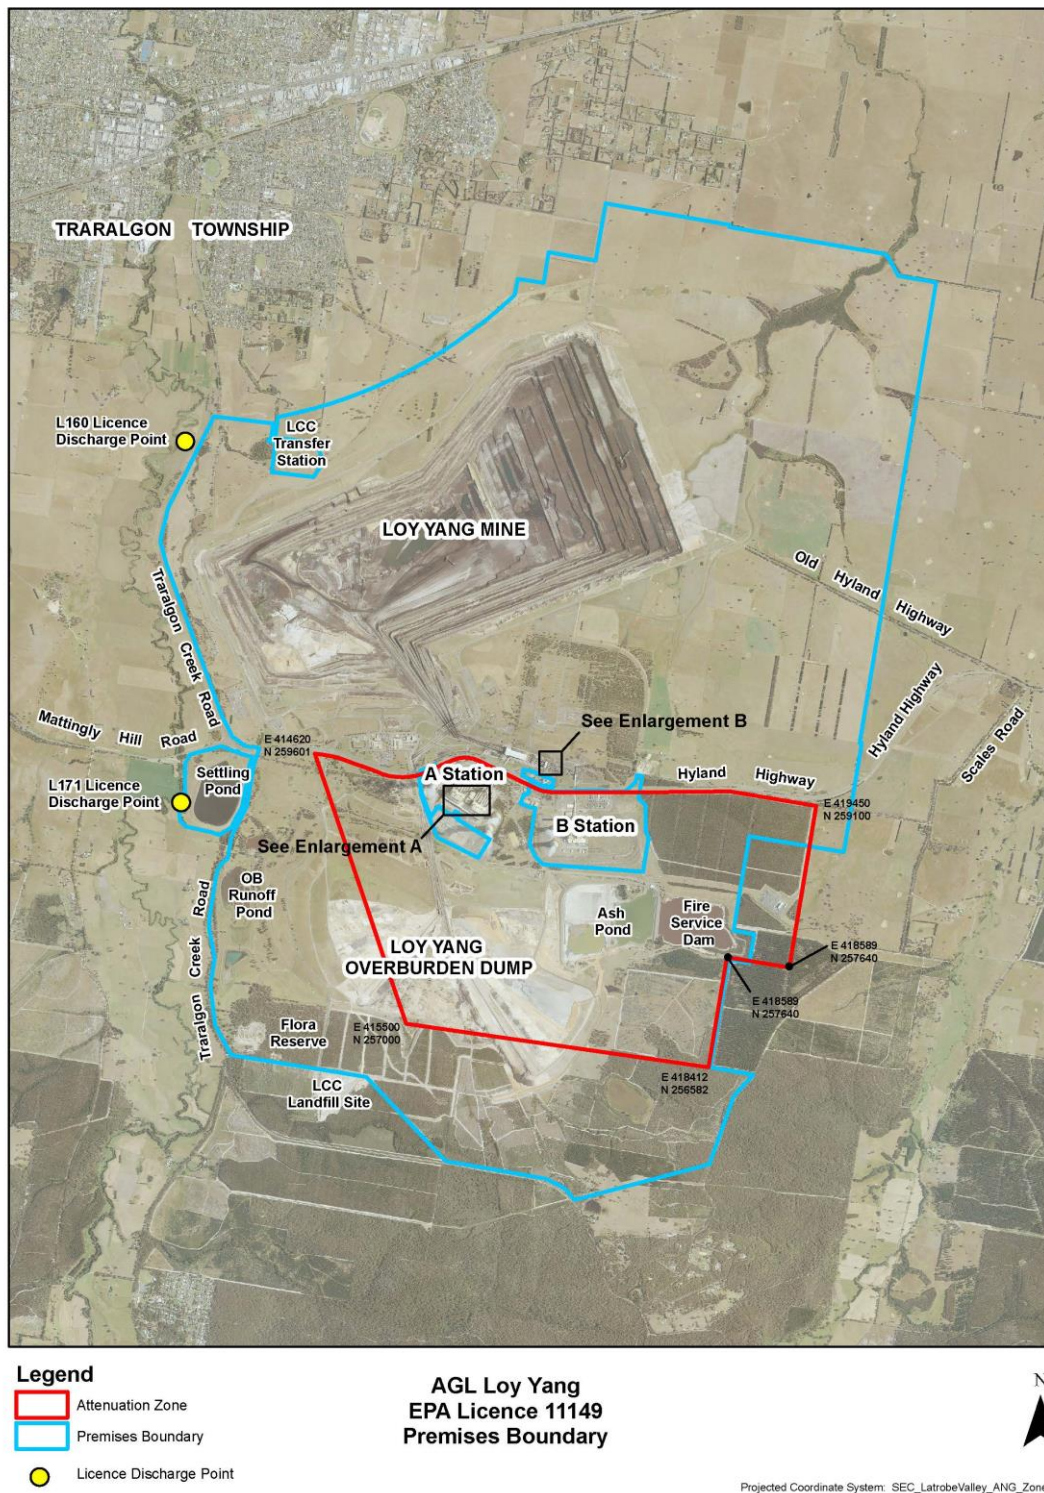 TRARALGON TOWNSHIP
L160 Licence
Discharge Point
LCC
Transfer
Station
LOY YANG MINE
Old Hyland Highway
Traralgon Creek Road
Hyland Highway
Scales Road
Mattingly Hill Road
E 414620
N 259601
See Enlargement B
Settling
Pond
L171 Licence
Discharge Point
A Station
Hyland Highway
E 419450
N 259100
B Station
See Enlargement A
OB
Runoff
Pond
Traralgon Creek Road
Ash
Pond
Fire
Service
Dam
LOY YANG
OVERBURDEN DUMP
E 418589
N 257640
E 418589
N 257640
Flora
Reserve
E 415500
N 257000
E 418412
N 256582
LCC
Landfill Site
Legend
Attenuation Zone
Premises Boundary
Licence Discharge Point
AGL Loy Yang
EPA Licence 11149
Premises Boundary
N
Projected Coordinate System: SEC_LatrobeValley_ANG_Zone